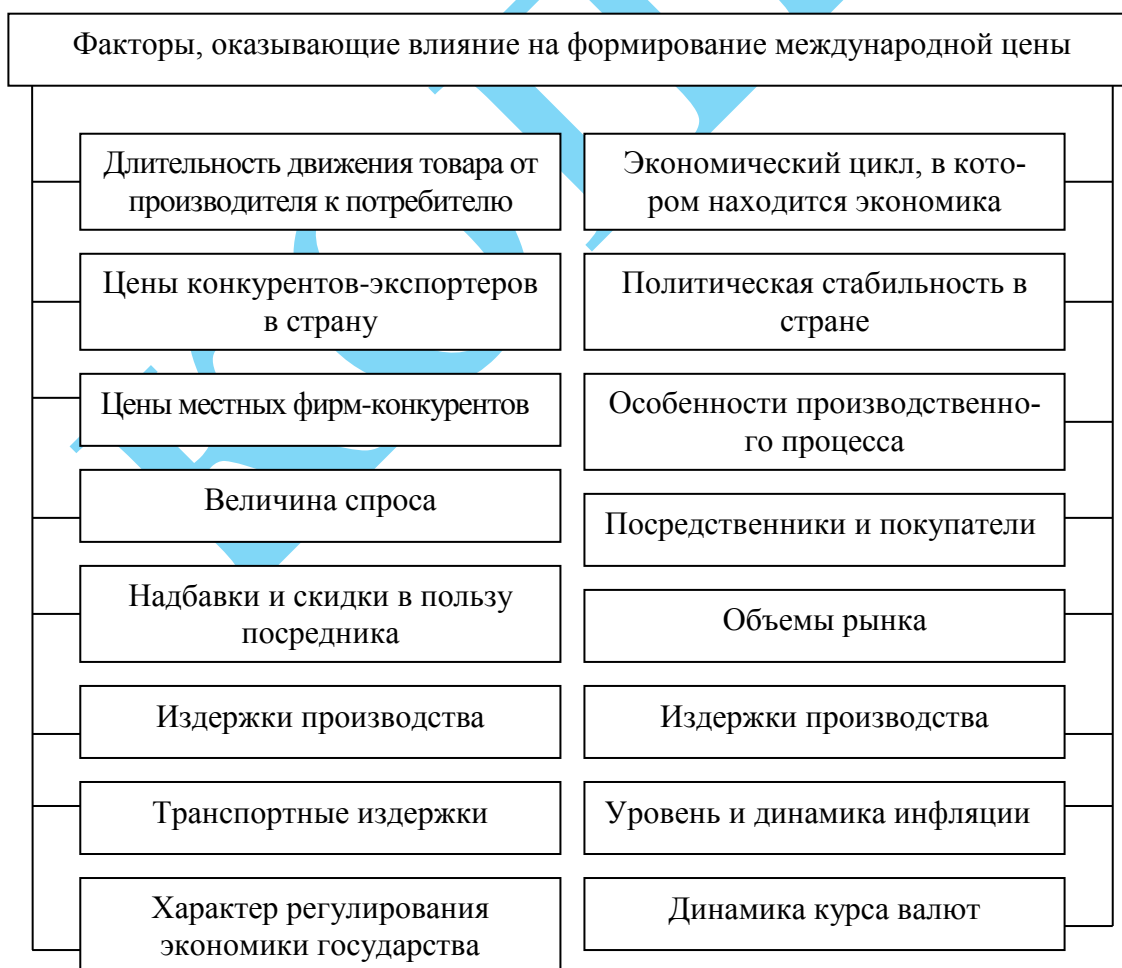 Факторы, оказывающие влияние на формирование международной цены
Длительность движения товара от
производителя к потребителю
Цены конкурентов-экспортеров
в страну
Цены местных фирм-конкурентов
Величина спроса
Надбавки и скидки в пользу
посредника
Издержки производства
Транспортные издержки
Характер регулирования
экономики государства
Экономический цикл, в кото-
ром находится экономика
Политическая стабильность в
стране
Особенности производственно-
го процесса
Посредственники и покупатели
Объемы рынка
Издержки производства
Уровень и динамика инфляции
Динамика курса валют